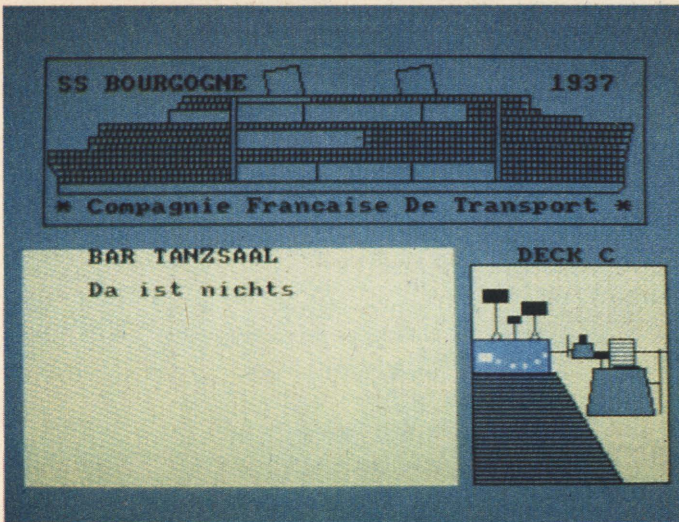 SS BOURGOGNE 1937
* Compagnie Francaise De Transport *
BAR TANZSAAL
Da ist nichts
DECK C